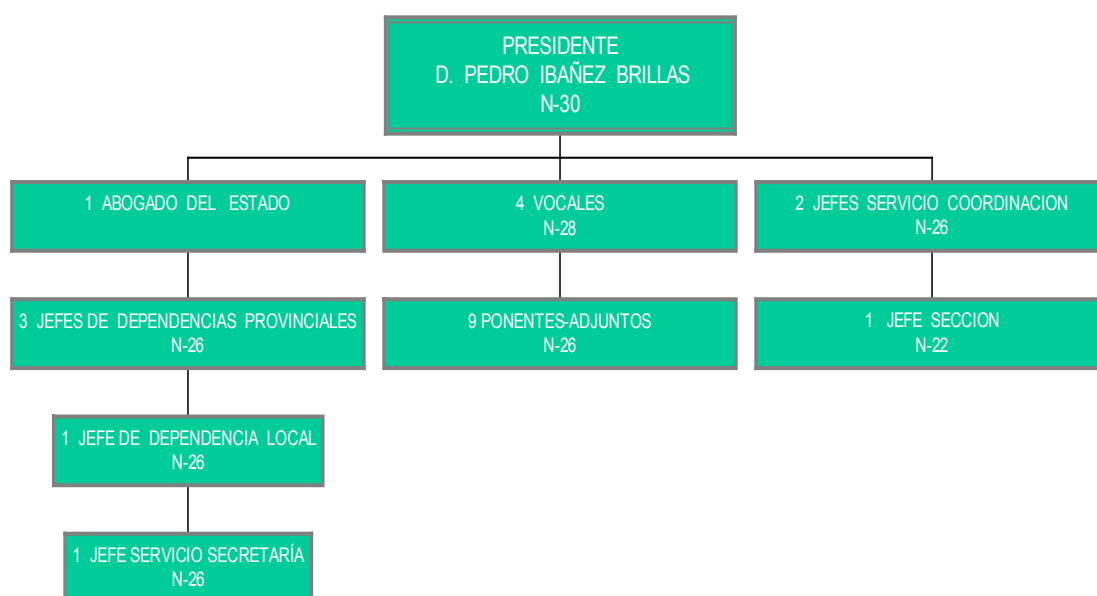 PRESIDENTE
D. PEDRO IBAÑEZ BRILLAS
N-30
1 ABOGADO DEL ESTADO
4 VOCALES
N-28
2 JEFES SERVICIO COORDINACION
N-26
3 JEFES DE DEPENDENCIAS PROVINCIALES
N-26
9 PONENTES-ADJUNTOS
N-26
1 JEFE SECCION
N-22
1 JEFE DE DEPENDENCIA LOCAL
N-26
1 JEFE SERVICIO SECRETARÍA
N-26